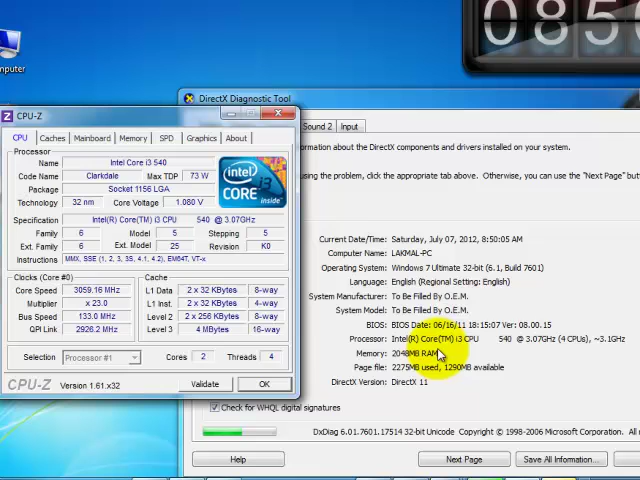 0850
mputer
DirectX Diagnostic Tool
CPU-Z
Sound 2 Input
CPU Caches Mainboard Memory SPD Graphics About
Processor
Name Intel Core i3 540
Code Name Clarkdale Max TDP 73 W
Package Socket 1156 LGA
Technology 32 nm Core Voltage 1.080 V
intel
CORE i3
inside
Specification Intel(R) Core(TM) i3 CPU 540 @ 3.07GHz
Family 6 Model 5 Stepping 5
Ext. Family 6 Ext. Model 25 Revision K0
Instructions MMX, SSE (1, 2, 3, 3S, 4.1, 4.2), EM64T, VT-x
Clocks (Core #0)
Core Speed 3059.16 MHz
Multiplier x 23.0
Bus Speed 133.0 MHz
QPI Link 2926.2 MHz
Cache
L1 Data 2 x 32 KBytes 8-way
L1 Inst. 2 x 32 KBytes 4-way
Level 2 2 x 256 KBytes 8-way
Level 3 4 MBytes 16-way
Selection Processor #1 Cores 2 Threads 4
CPU-Z Version 1.61.x32 Validate OK
formation about the DirectX components and drivers installed on your system.
using the problem, click the appropriate tab above. Otherwise, you can use the "Next Page" but
Current Date/Time: Saturday, July 07, 2012, 8:50:05 AM
Computer Name: LAKMAL-PC
Operating System: Windows 7 Ultimate 32-bit (6.1, Build 7601)
Language: English (Regional Setting: English)
System Manufacturer: To Be Filled By O.E.M.
System Model: To Be Filled By O.E.M.
BIOS: BIOS Date: 06/16/11 18:15:07 Ver: 08.00.15
Processor: Intel(R) Core(TM) i3 CPU 540 @ 3.07GHz (4 CPUs), ~3.1GHz
Memory: 2048MB RAM
Page file: 2275MB used, 1290MB available
DirectX Version: DirectX 11
Check for WHQL digital signatures
DxDiag 6.01.7601.17514 32-bit Unicode Copyright © 1998-2006 Microsoft Corporation.
Help Next Page Save All Information...